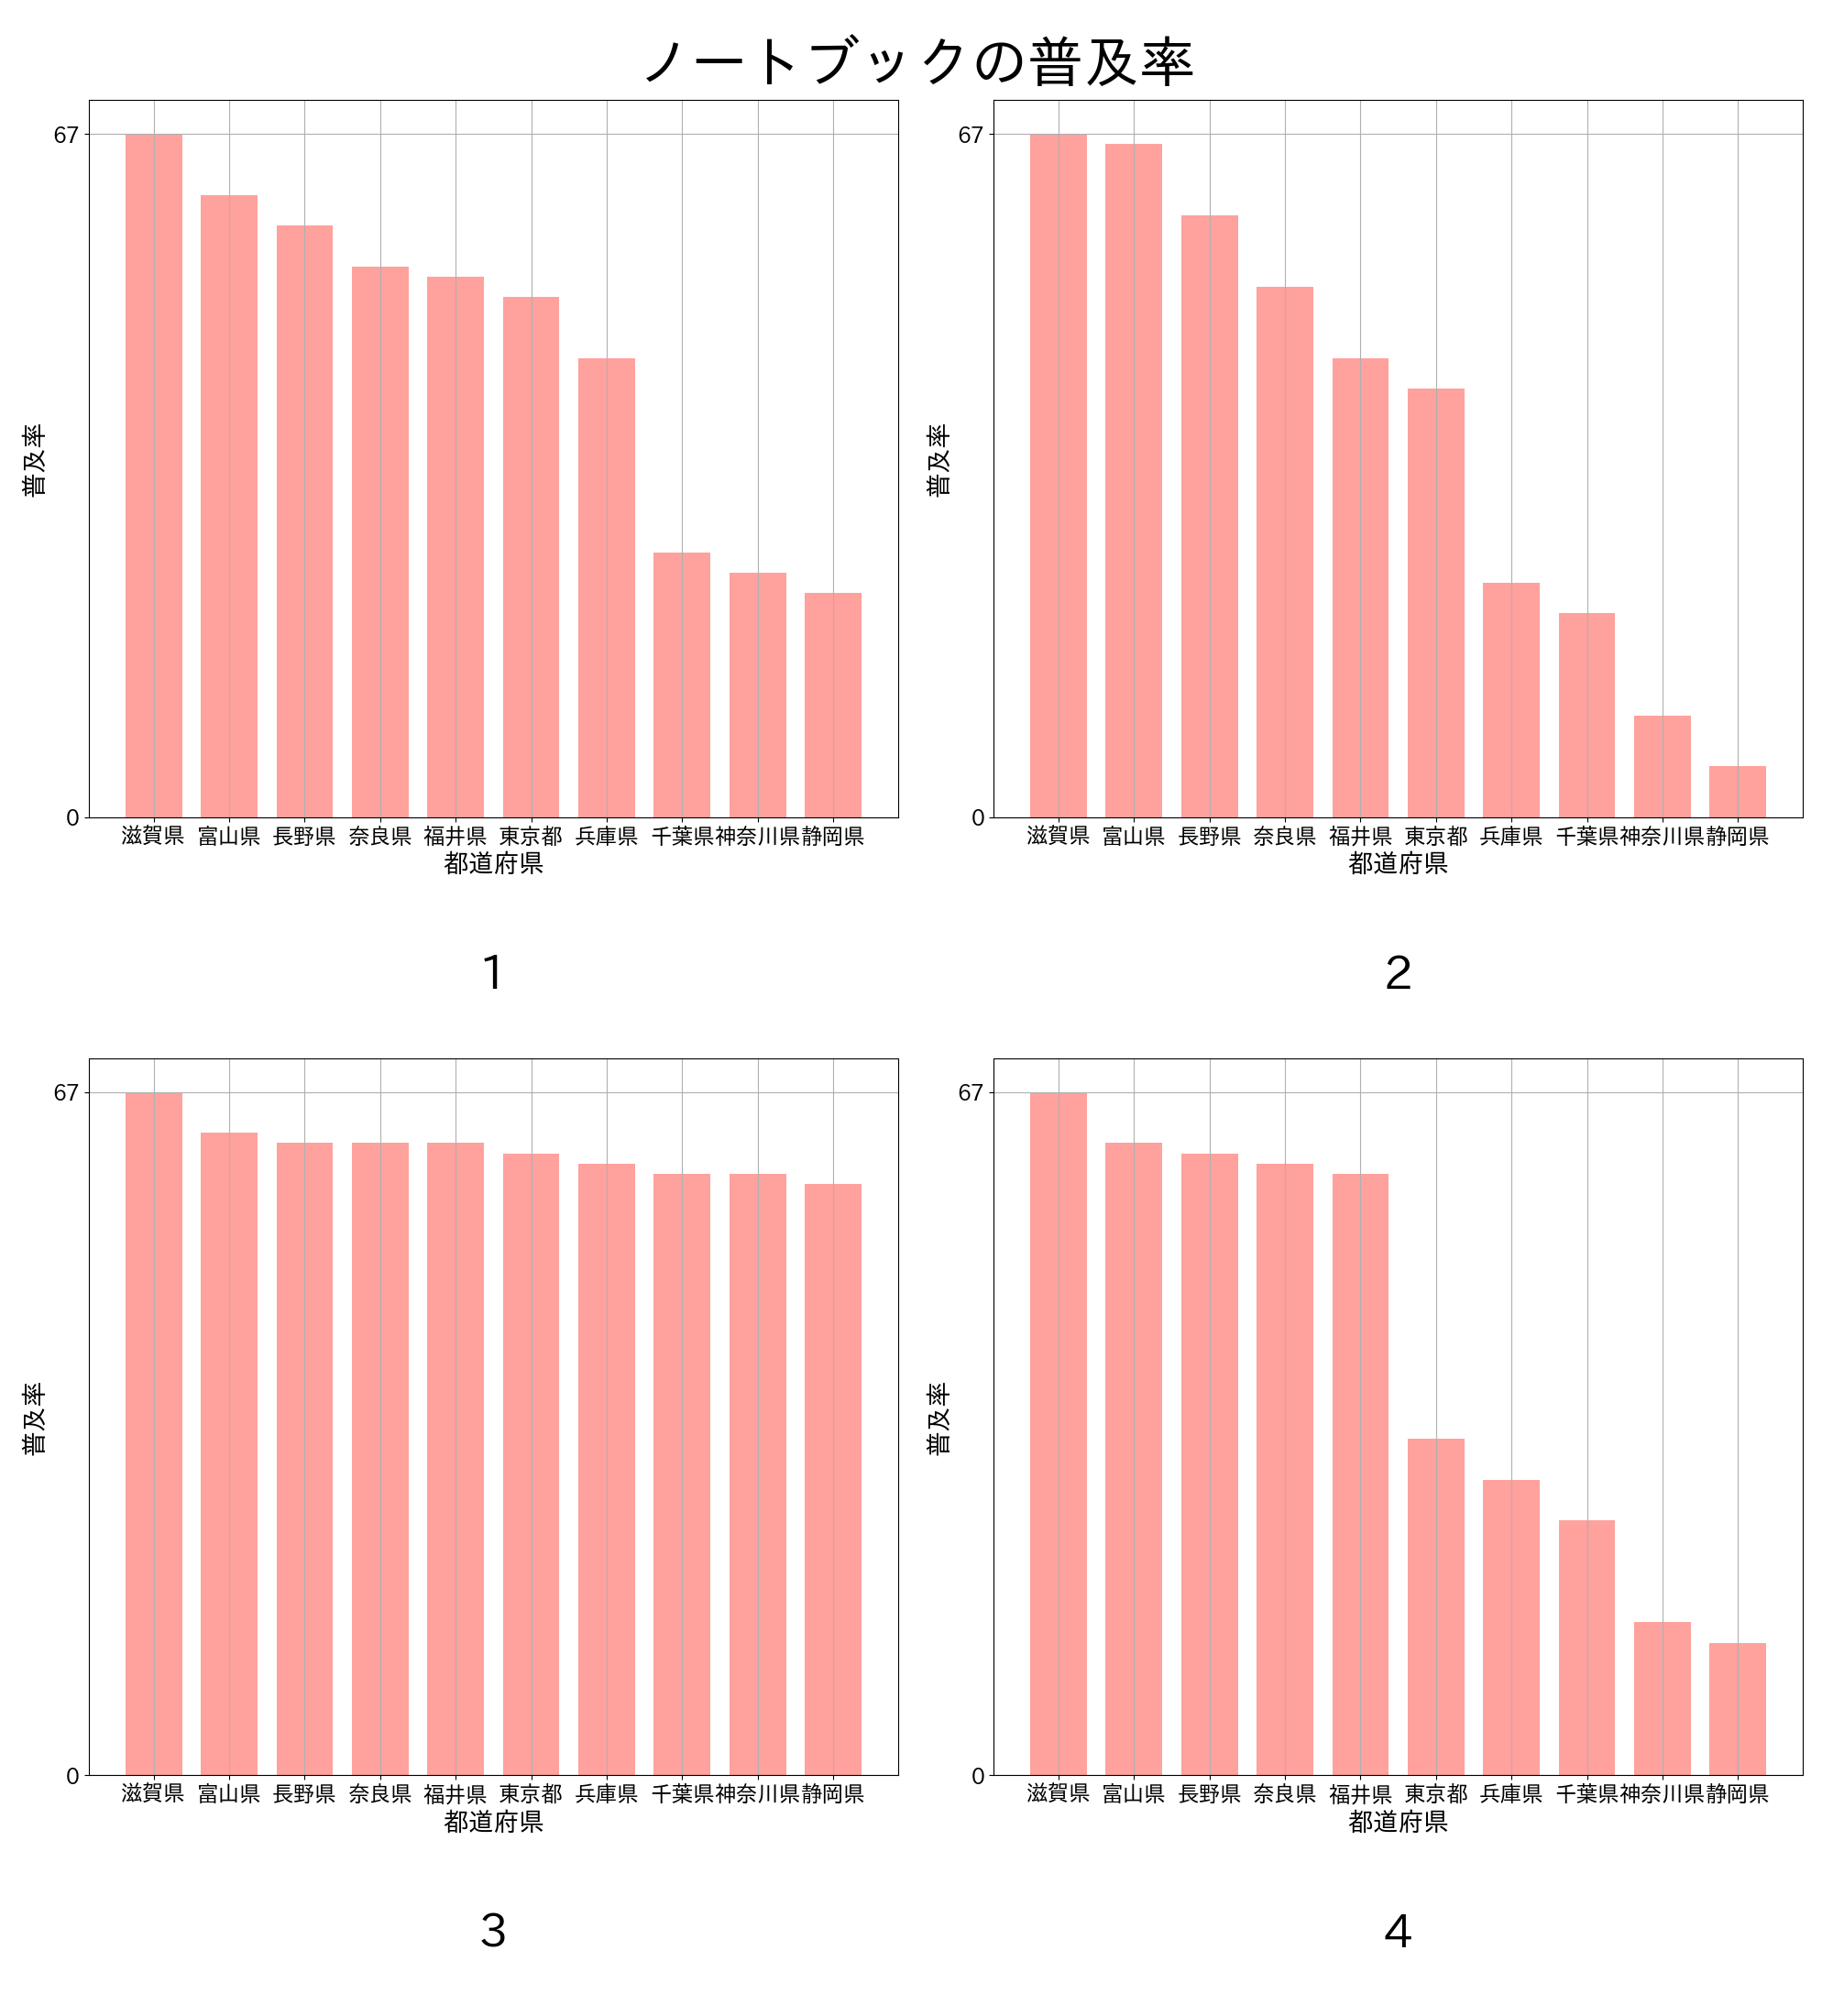 ノートブックの普及率
67
0
普及率
滋賀県 富山県 長野県 奈良県 福井県 東京都 兵庫県 千葉県 神奈川県 静岡県
都道府県
1
67
0
普及率
滋賀県 富山県 長野県 奈良県 福井県 東京都 兵庫県 千葉県 神奈川県 静岡県
都道府県
2
67
0
普及率
滋賀県 富山県 長野県 奈良県 福井県 東京都 兵庫県 千葉県 神奈川県 静岡県
都道府県
3
67
0
普及率
滋賀県 富山県 長野県 奈良県 福井県 東京都 兵庫県 千葉県 神奈川県 静岡県
都道府県
4